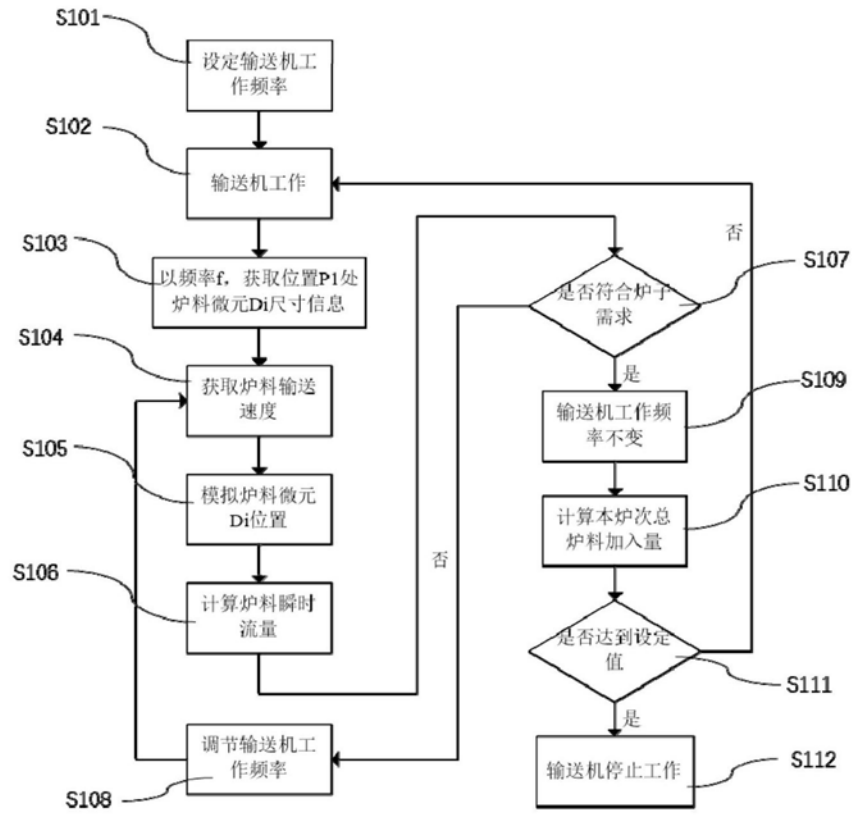 S101
设定输送机工
作频率
S102
输送机工作
S103
以频率f，获取位置P1处
炉料微元Di尺寸信息
S104
获取炉料输送
速度
S105
模拟炉料微元
Di位置
S106
计算炉料瞬时
流量
调节输送机工
作频率
S108
否
否
S107
是否符合炉子
需求
是
S109
输送机工作频
率不变
S110
计算本炉次总
炉料加入量
是否达到设定
值
S111
是
输送机停止工作
S112